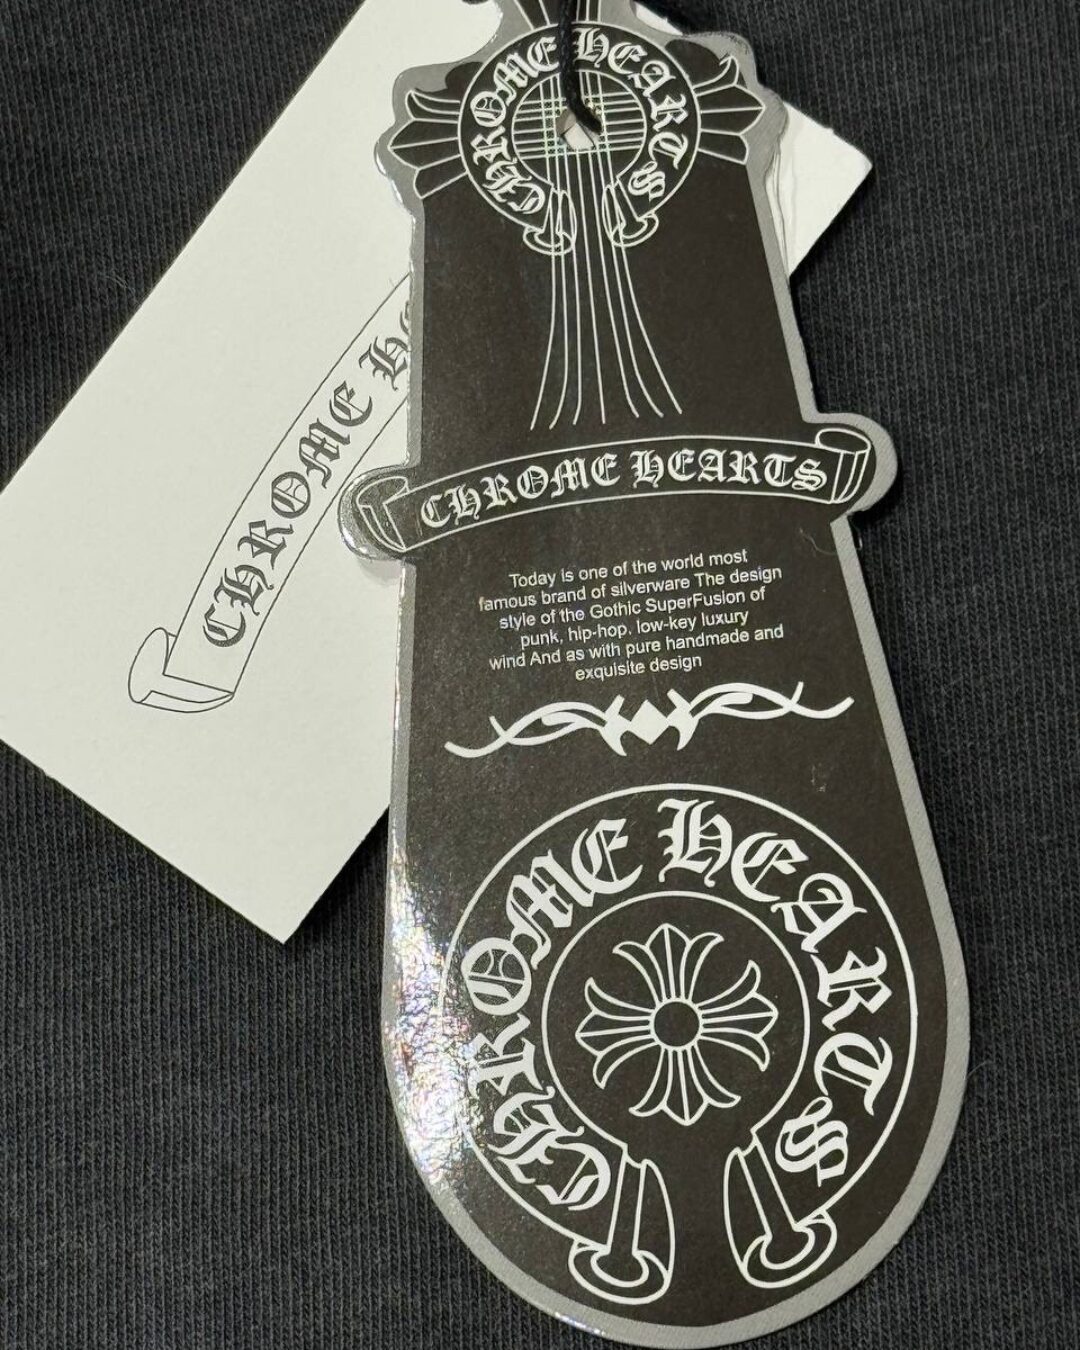 CHROME HEARTS
CHROME HE
CHROME HEARTS
Today is one of the world most
famous brand of silverware The design
style of the Gothic SuperFusion of
punk, hip-hop, low-key luxury
wind And as with pure handmade and
exquisite design
CHROME HEARTS